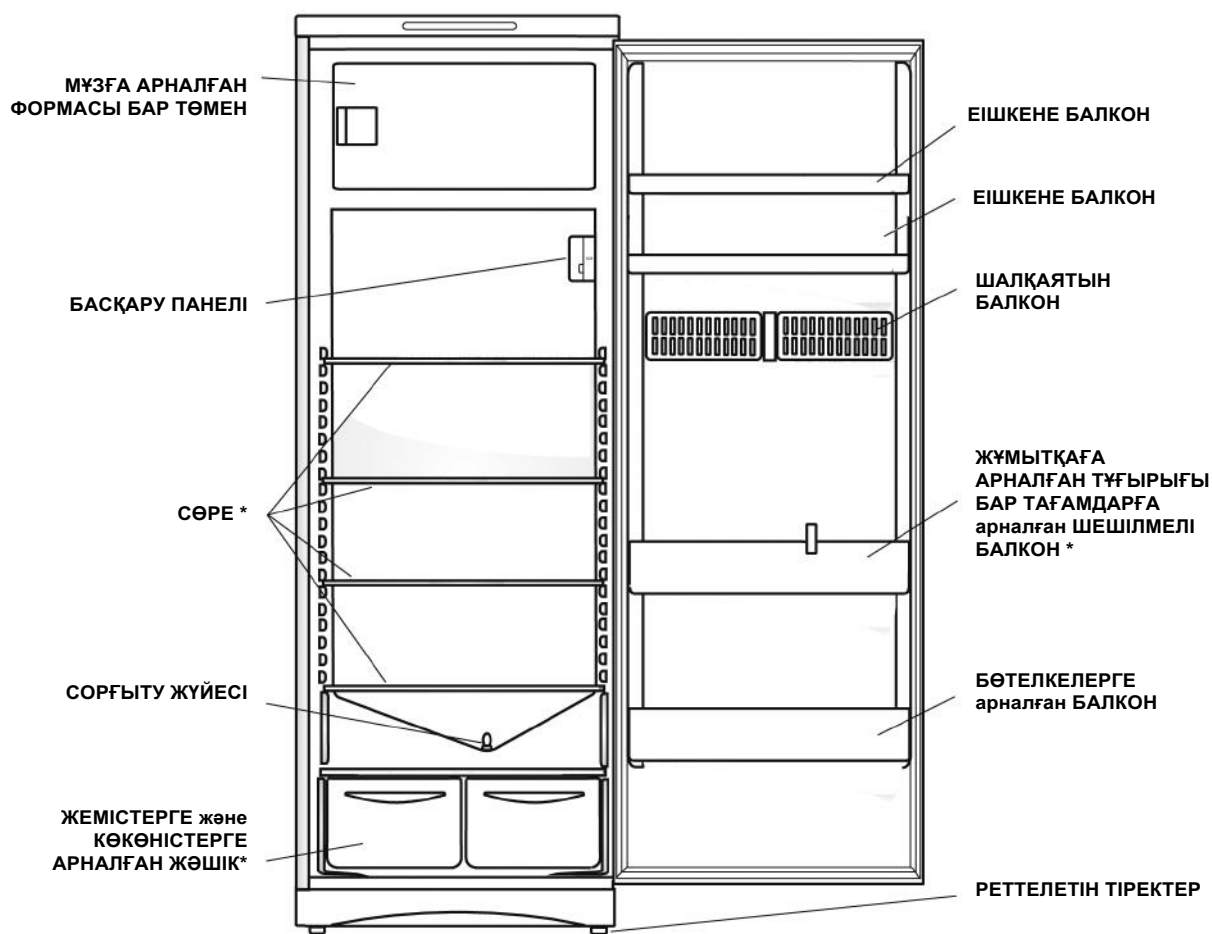 МҰЗҒА АРНАЛҒАН
ФОРМАСЫ БАР ТӨМЕН
БАСҚАРУ ПАНЕЛІ
СӨРЕ *
СОРҒЫТУ ЖҮЙЕСІ
ЖЕМІСТЕРГЕ және
КӨКӨНІСТЕРГЕ
АРНАЛҒАН ЖӘШІК*
ЕІШКЕНЕ БАЛКОН
ЕІШКЕНЕ БАЛКОН
ШАЛҚАЯТЫН
БАЛКОН
ЖҰМЫТҚАҒА
АРНАЛҒАН ТҰҒЫРЫҒЫ
БАР ТАҒАМДАРҒА
арналған ШЕШІЛМЕЛІ
БАЛКОН *
БӨТЕЛКЕЛЕРГЕ
арналған БАЛКОН
РЕТТЕЛЕТІН ТІРЕКТЕР